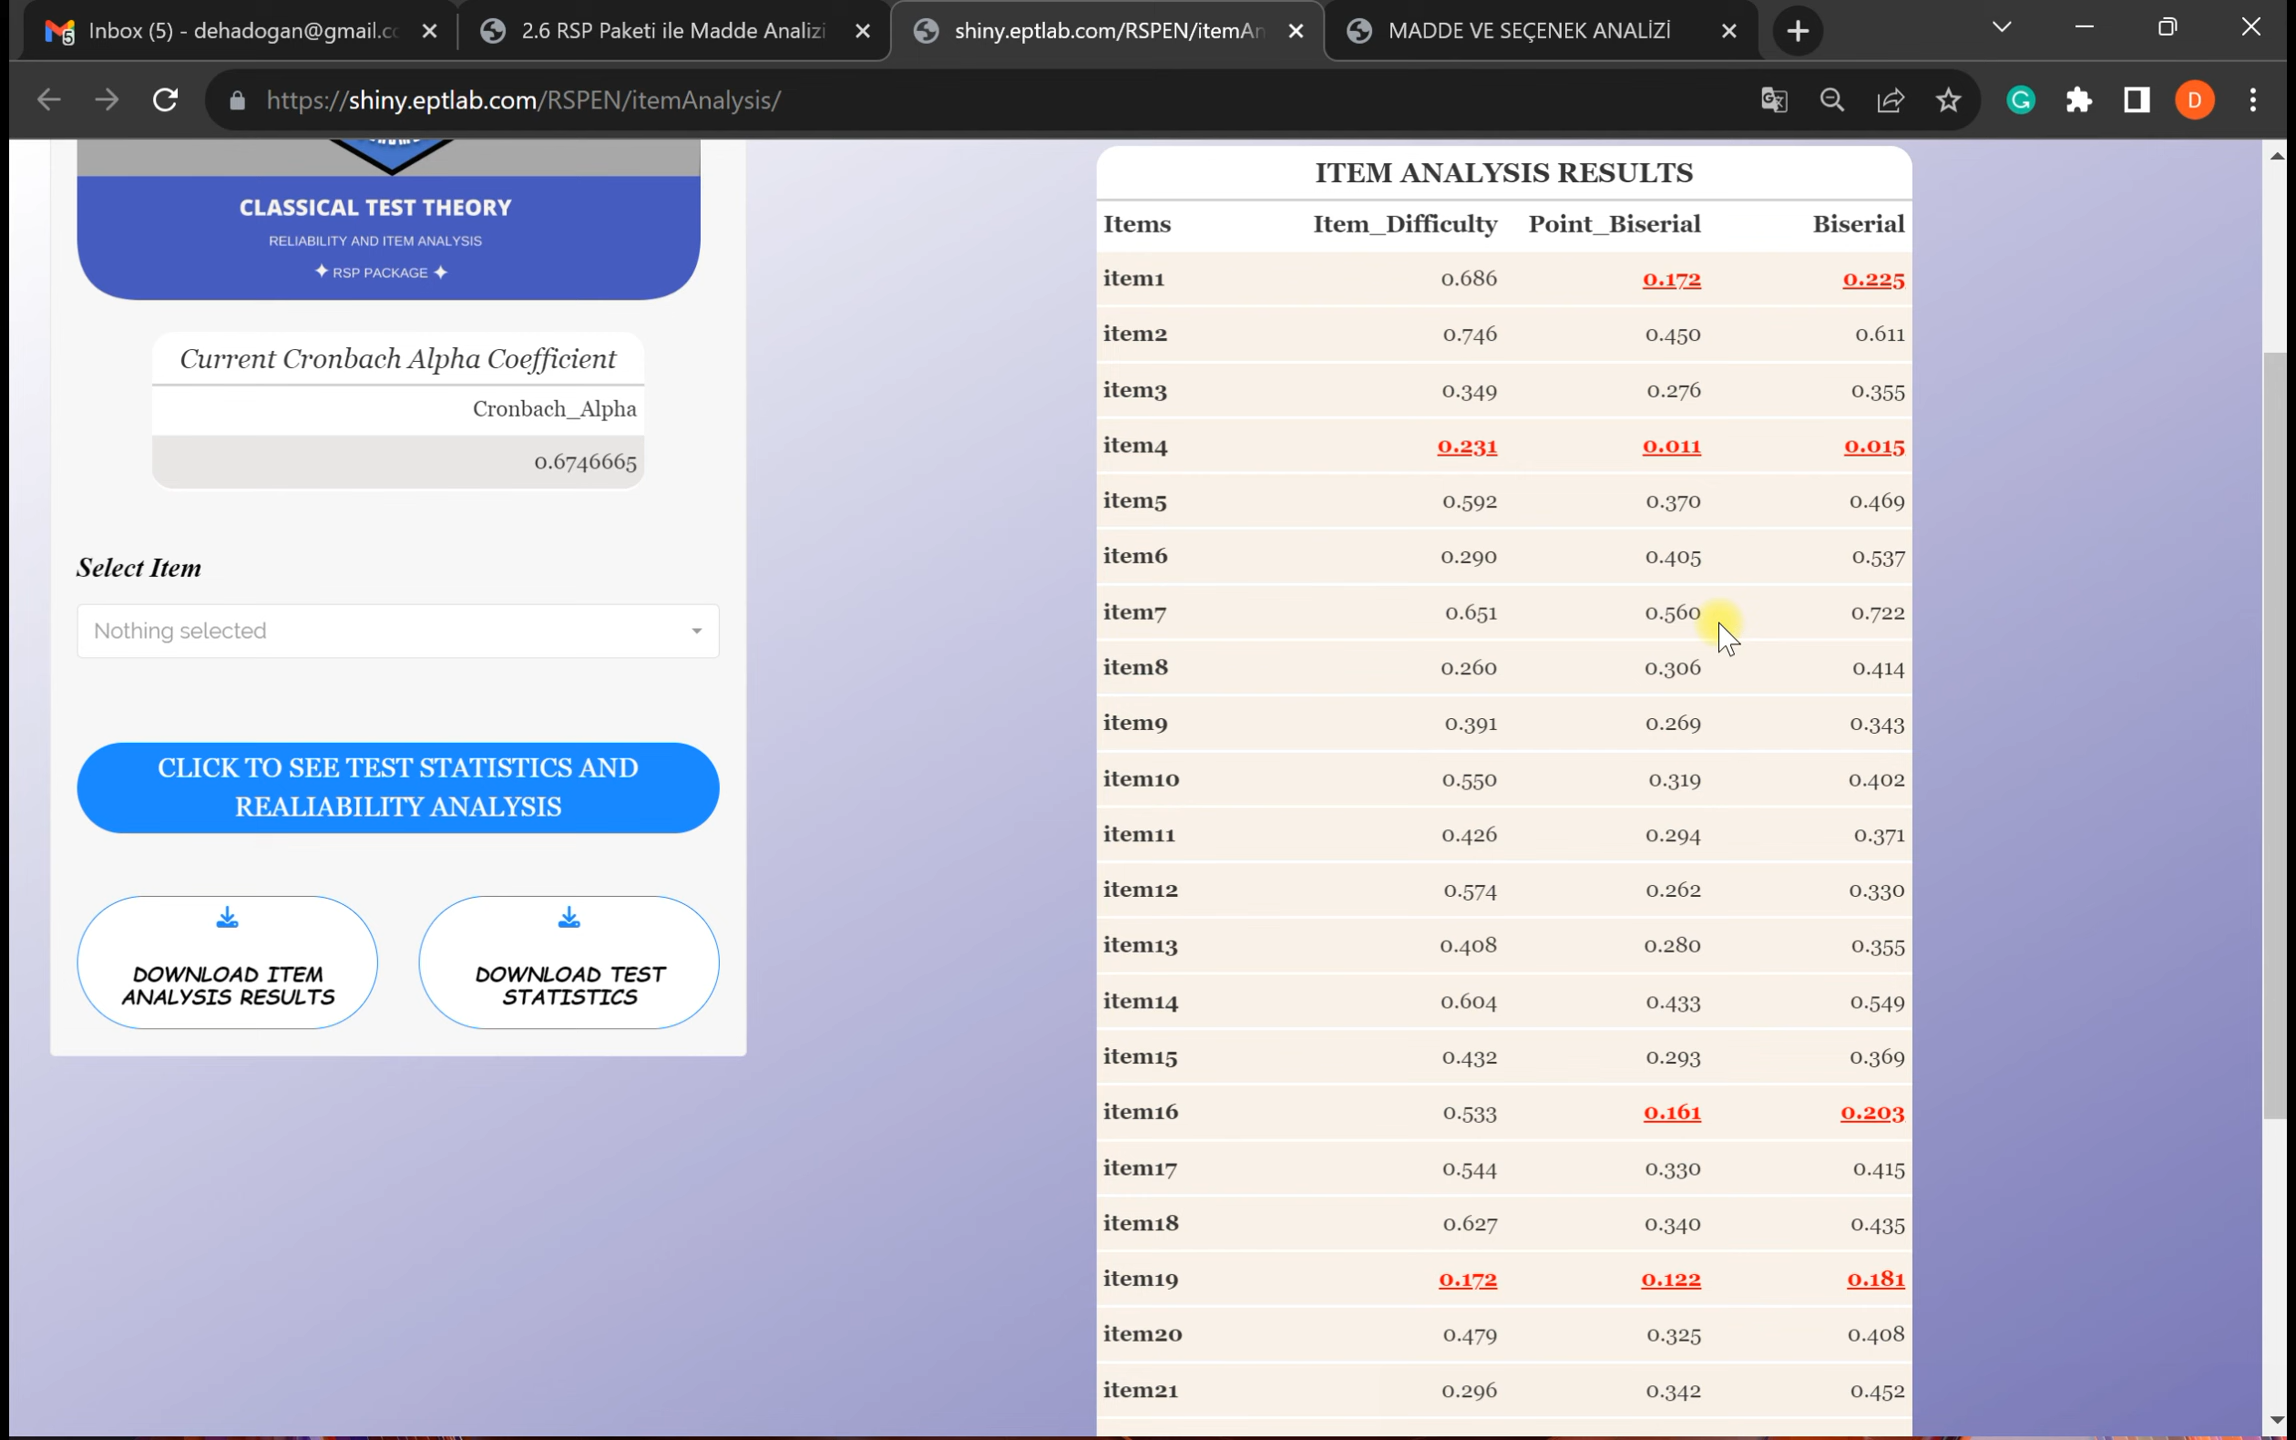 Inbox (5) - dehadogan@gmail.cc
2.6 RSP Paketi ile Madde Analizi
shiny.eptlab.com/RSPEN/itemAn
MADDE VE SEÇENEK ANALİZİ
https://shiny.eptlab.com/RSPEN/itemAnalysis/
D
CLASSICAL TEST THEORY
RELIABILITY AND ITEM ANALYSIS
RSP PACKAGE
Current Cronbach Alpha Coefficient
Cronbach_Alpha
0.6746665
Select Item
Nothing selected
CLICK TO SEE TEST STATISTICS AND
REALIABILITY ANALYSIS
DOWNLOAD ITEM
ANALYSIS RESULTS
DOWNLOAD TEST
STATISTICS
ITEM ANALYSIS RESULTS
Items Item_Difficulty Point_Biserial Biserial
item1 0.686 0.172 0.225
item2 0.746 0.450 0.611
item3 0.349 0.276 0.355
item4 0.231 0.011 0.015
item5 0.592 0.370 0.469
item6 0.290 0.405 0.537
item7 0.651 0.560 0.722
item8 0.260 0.306 0.414
item9 0.391 0.269 0.343
item10 0.550 0.319 0.402
item11 0.426 0.294 0.371
item12 0.574 0.262 0.330
item13 0.408 0.280 0.355
item14 0.604 0.433 0.549
item15 0.432 0.293 0.369
item16 0.533 0.161 0.203
item17 0.544 0.330 0.415
item18 0.627 0.340 0.435
item19 0.172 0.122 0.181
item20 0.479 0.325 0.408
item21 0.296 0.342 0.452